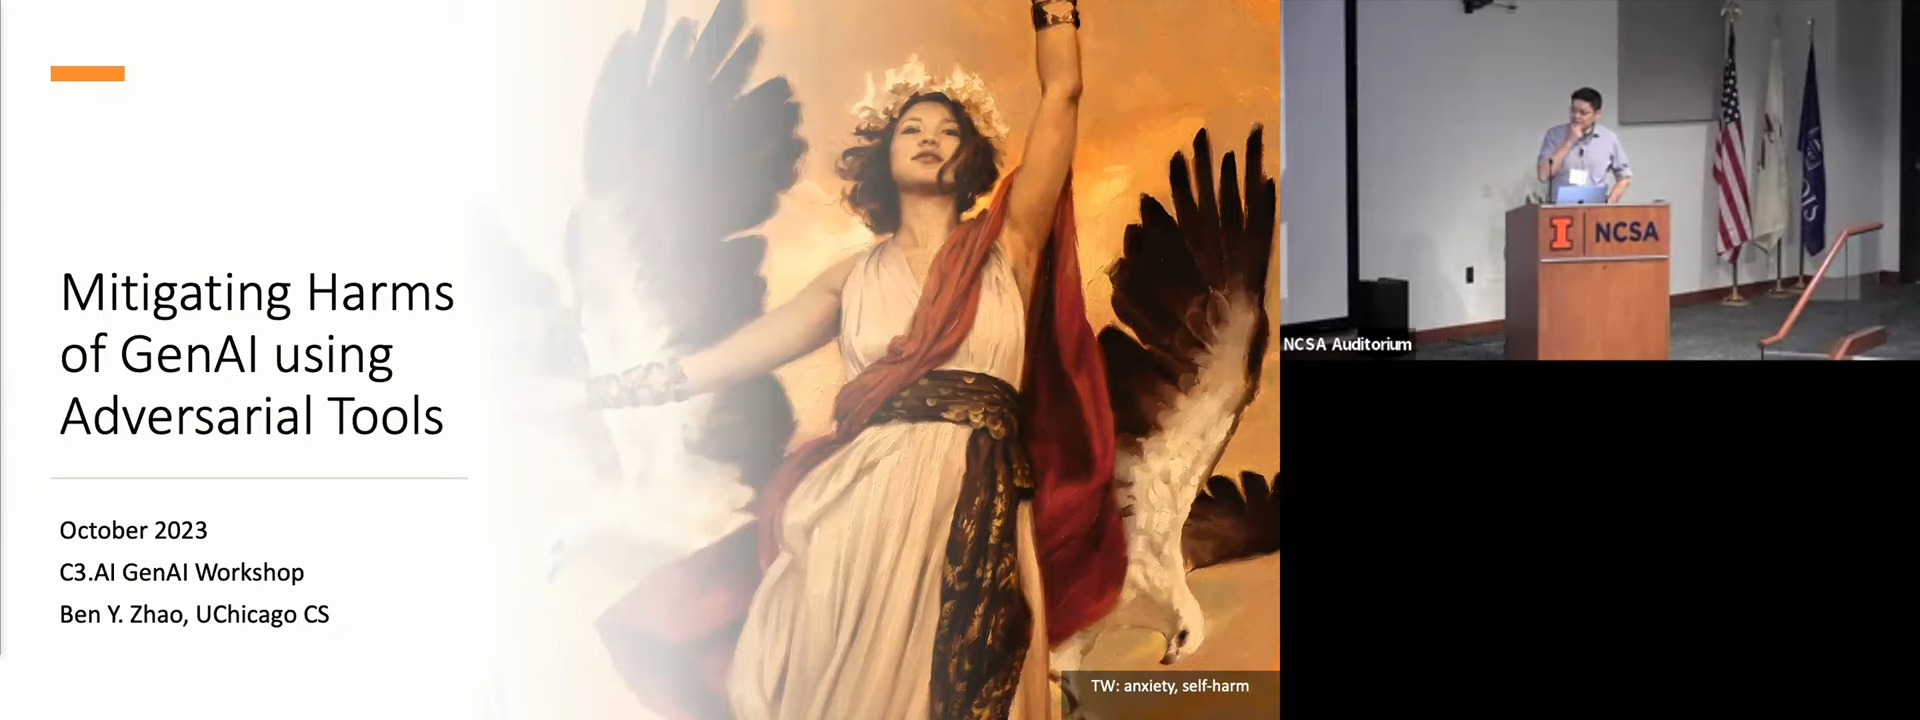 Mitigating Harms
of GenAI using
Adversarial Tools
October 2023
C3.AI GenAI Workshop
Ben Y. Zhao, UChicago CS
TW: anxiety, self-harm
I NCSA
NCSA Auditorium